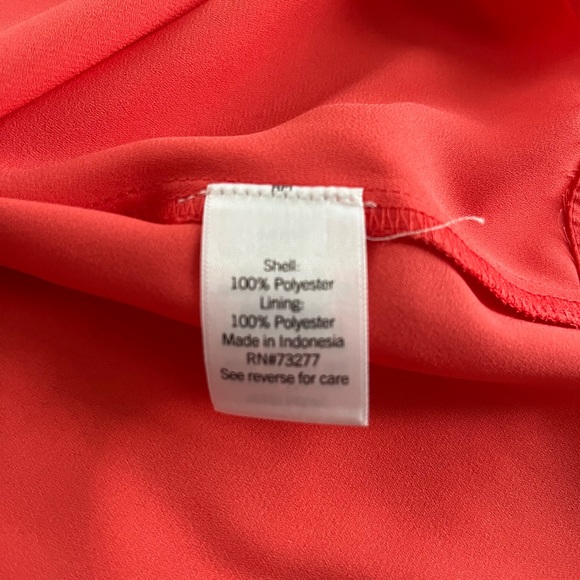 Shell:
100% Polyester
Lining:
100% Polyester
Made in Indonesia
RN#73277
See reverse for care